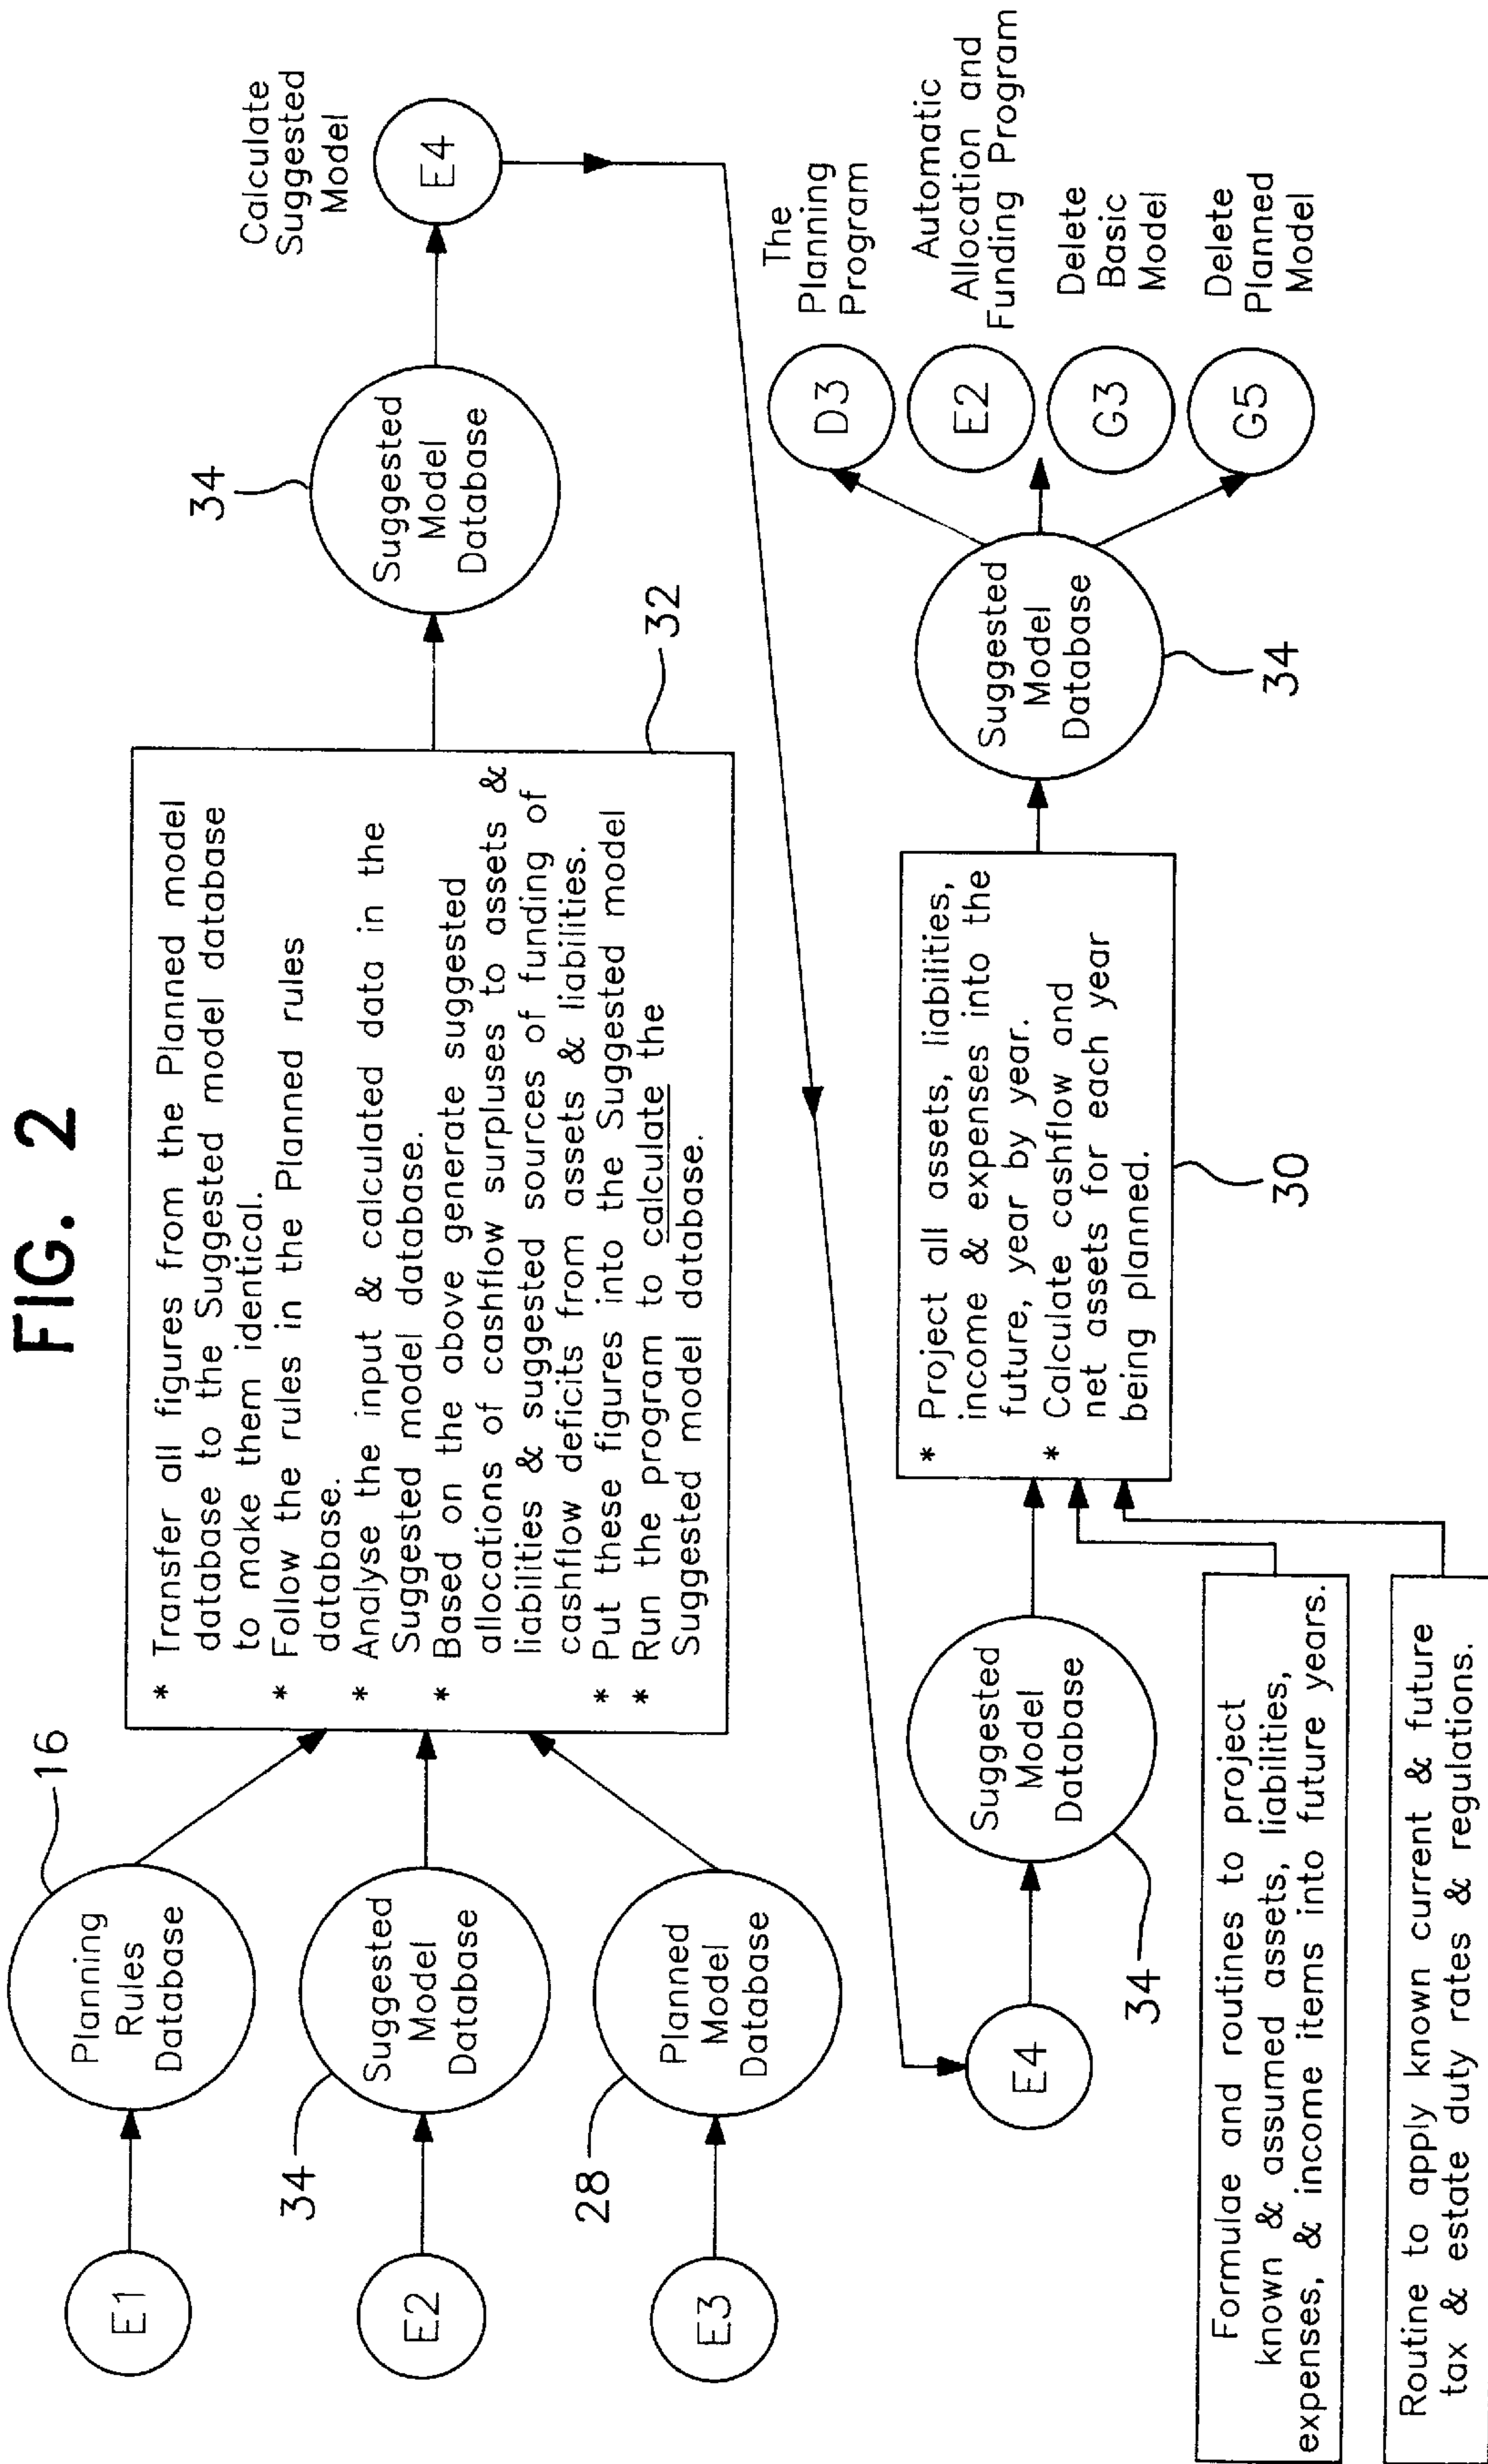 FIG. 2
E1
Planning
Rules
Database
16
E2
Suggested
Model
Database
34
E3
Planned
Model
Database
28
* Transfer all figures from the Planned model
database to the Suggested model database
to make them identical.
* Follow the rules in the Planned rules
database.
* Analyse the input & calculated data in the
Suggested model database.
* Based on the above generate suggested
allocations of cashflow surpluses to assets &
liabilities & suggested sources of funding of
cashflow deficits from assets & liabilities.
* Put these figures into the Suggested model
* Run the program to calculate the
Suggested model database.
32
Suggested
Model
Database
34
Calculate
Suggested
Model
E4
E4
Suggested
Model
Database
34
Formulae and routines to project
known & assumed assets, liabilities,
expenses, & income items into future years.
Routine to apply known current & future
tax & estate duty rates & regulations.
* Project all assets, liabilities,
income & expenses into the
future, year by year.
* Calculate cashflow and
net assets for each year
being planned.
30
Suggested
Model
Database
34
D3
The
Planning
Program
E2
Automatic
Allocation and
Funding Program
G3
Delete
Basic
Model
G5
Delete
Planned
Model